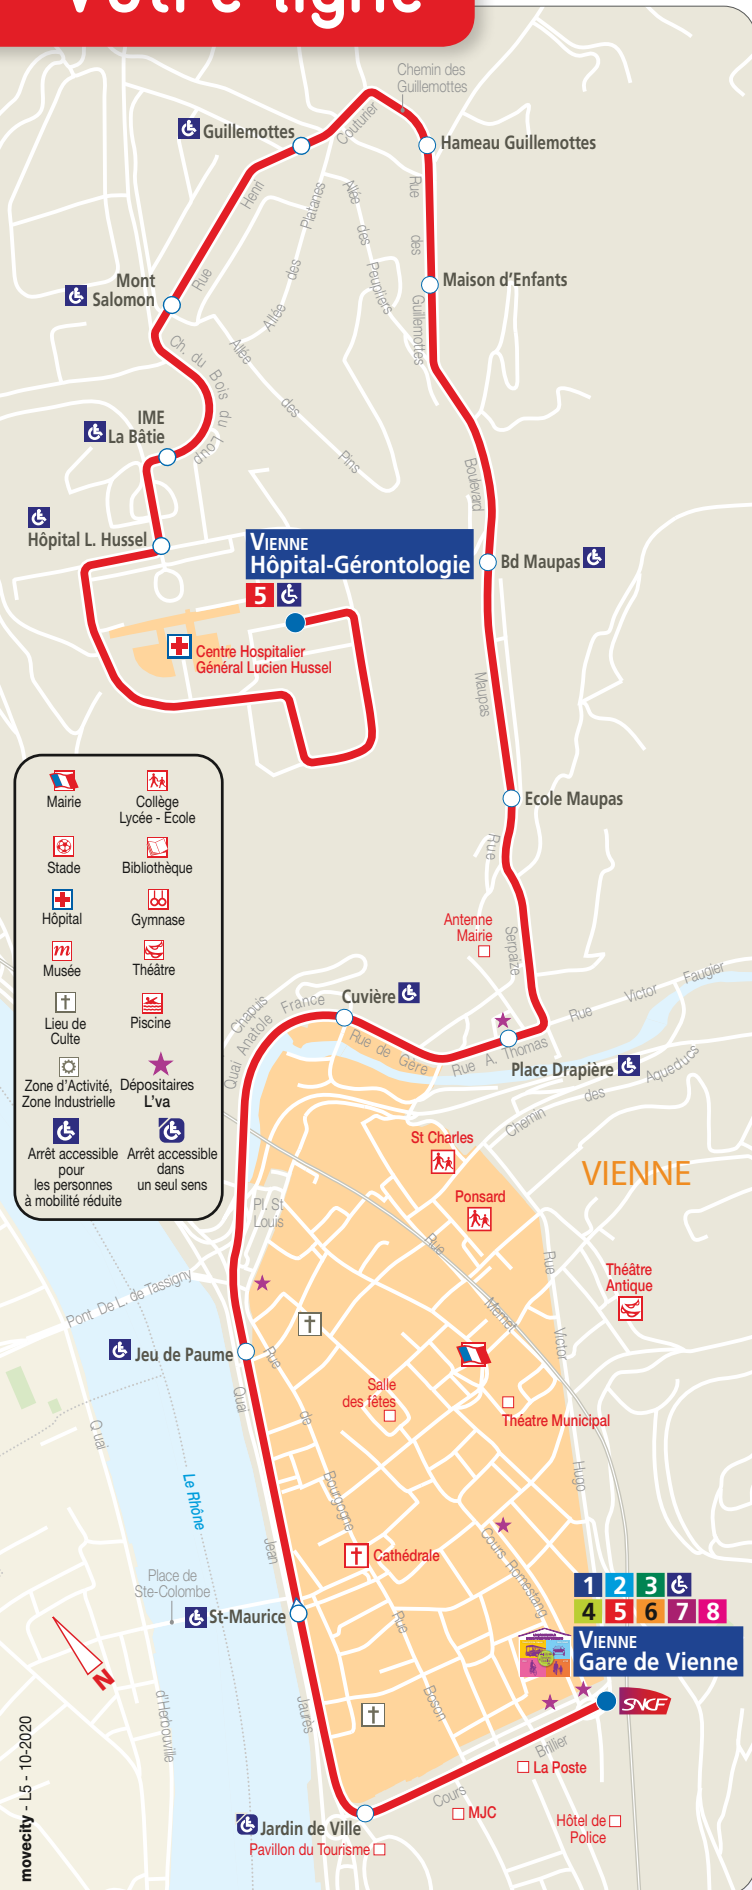 Votre ligne
Chemin des
Guillemottes
Guillemottes
Couturier
Hameau Guillemottes
Henri
Rue
Allée
des
Platanes
Allée
des
Peupliers
Rue
des
Guillemottes
Maison d'Enfants
Mont
Salomon
Ch. du Bois du Loup
Allée
des
Pins
IME
La Bâtie
Boulevard
Maupas
Hôpital L. Hussel
VIENNE
Hôpital-Gérontologie
5
Bd Maupas
Centre Hospitalier
Général Lucien Hussel
Ecole Maupas
Rue
Serpaize
Antenne
Mairie
Mairie
Collège
Lycée - Ecole
Stade
Bibliothèque
Hôpital
Gymnase
m
Musée
Théâtre
Lieu de
Culte
Piscine
Zone d'Activité,
Zone Industrielle
Dépositaires
L'va
Arrêt accessible
pour
les personnes
à mobilité réduite
Arrêt accessible
dans
un seul sens
Cuvière
Chapuis
Quai Anatole France
Rue de Gère
Rue A. Thomas
Rue Victor Faugier
Place Drapière
Chemin des Aqueducs
St Charles
Ponsard
VIENNE
Pl. St
Louis
Rue
Mermet
Rue
Victor
Hugo
Théâtre
Antique
Pont De L. de Tassigny
Jeu de Paume
Rue
de
Bourgogne
Quai
Jean
Jaurès
Salle
des fêtes
Théatre Municipal
Quai
d'Herbouville
Le Rhône
Cathédrale
Cours Romestang
Place de
Ste-Colombe
St-Maurice
Rue
Boson
1 2 3
4 5 6 7 8
VIENNE
Gare de Vienne
SNCF
N
Brillier
Cours
La Poste
MJC
Hôtel de
Police
Jardin de Ville
Pavillon du Tourisme
movecity - L5 - 10-2020